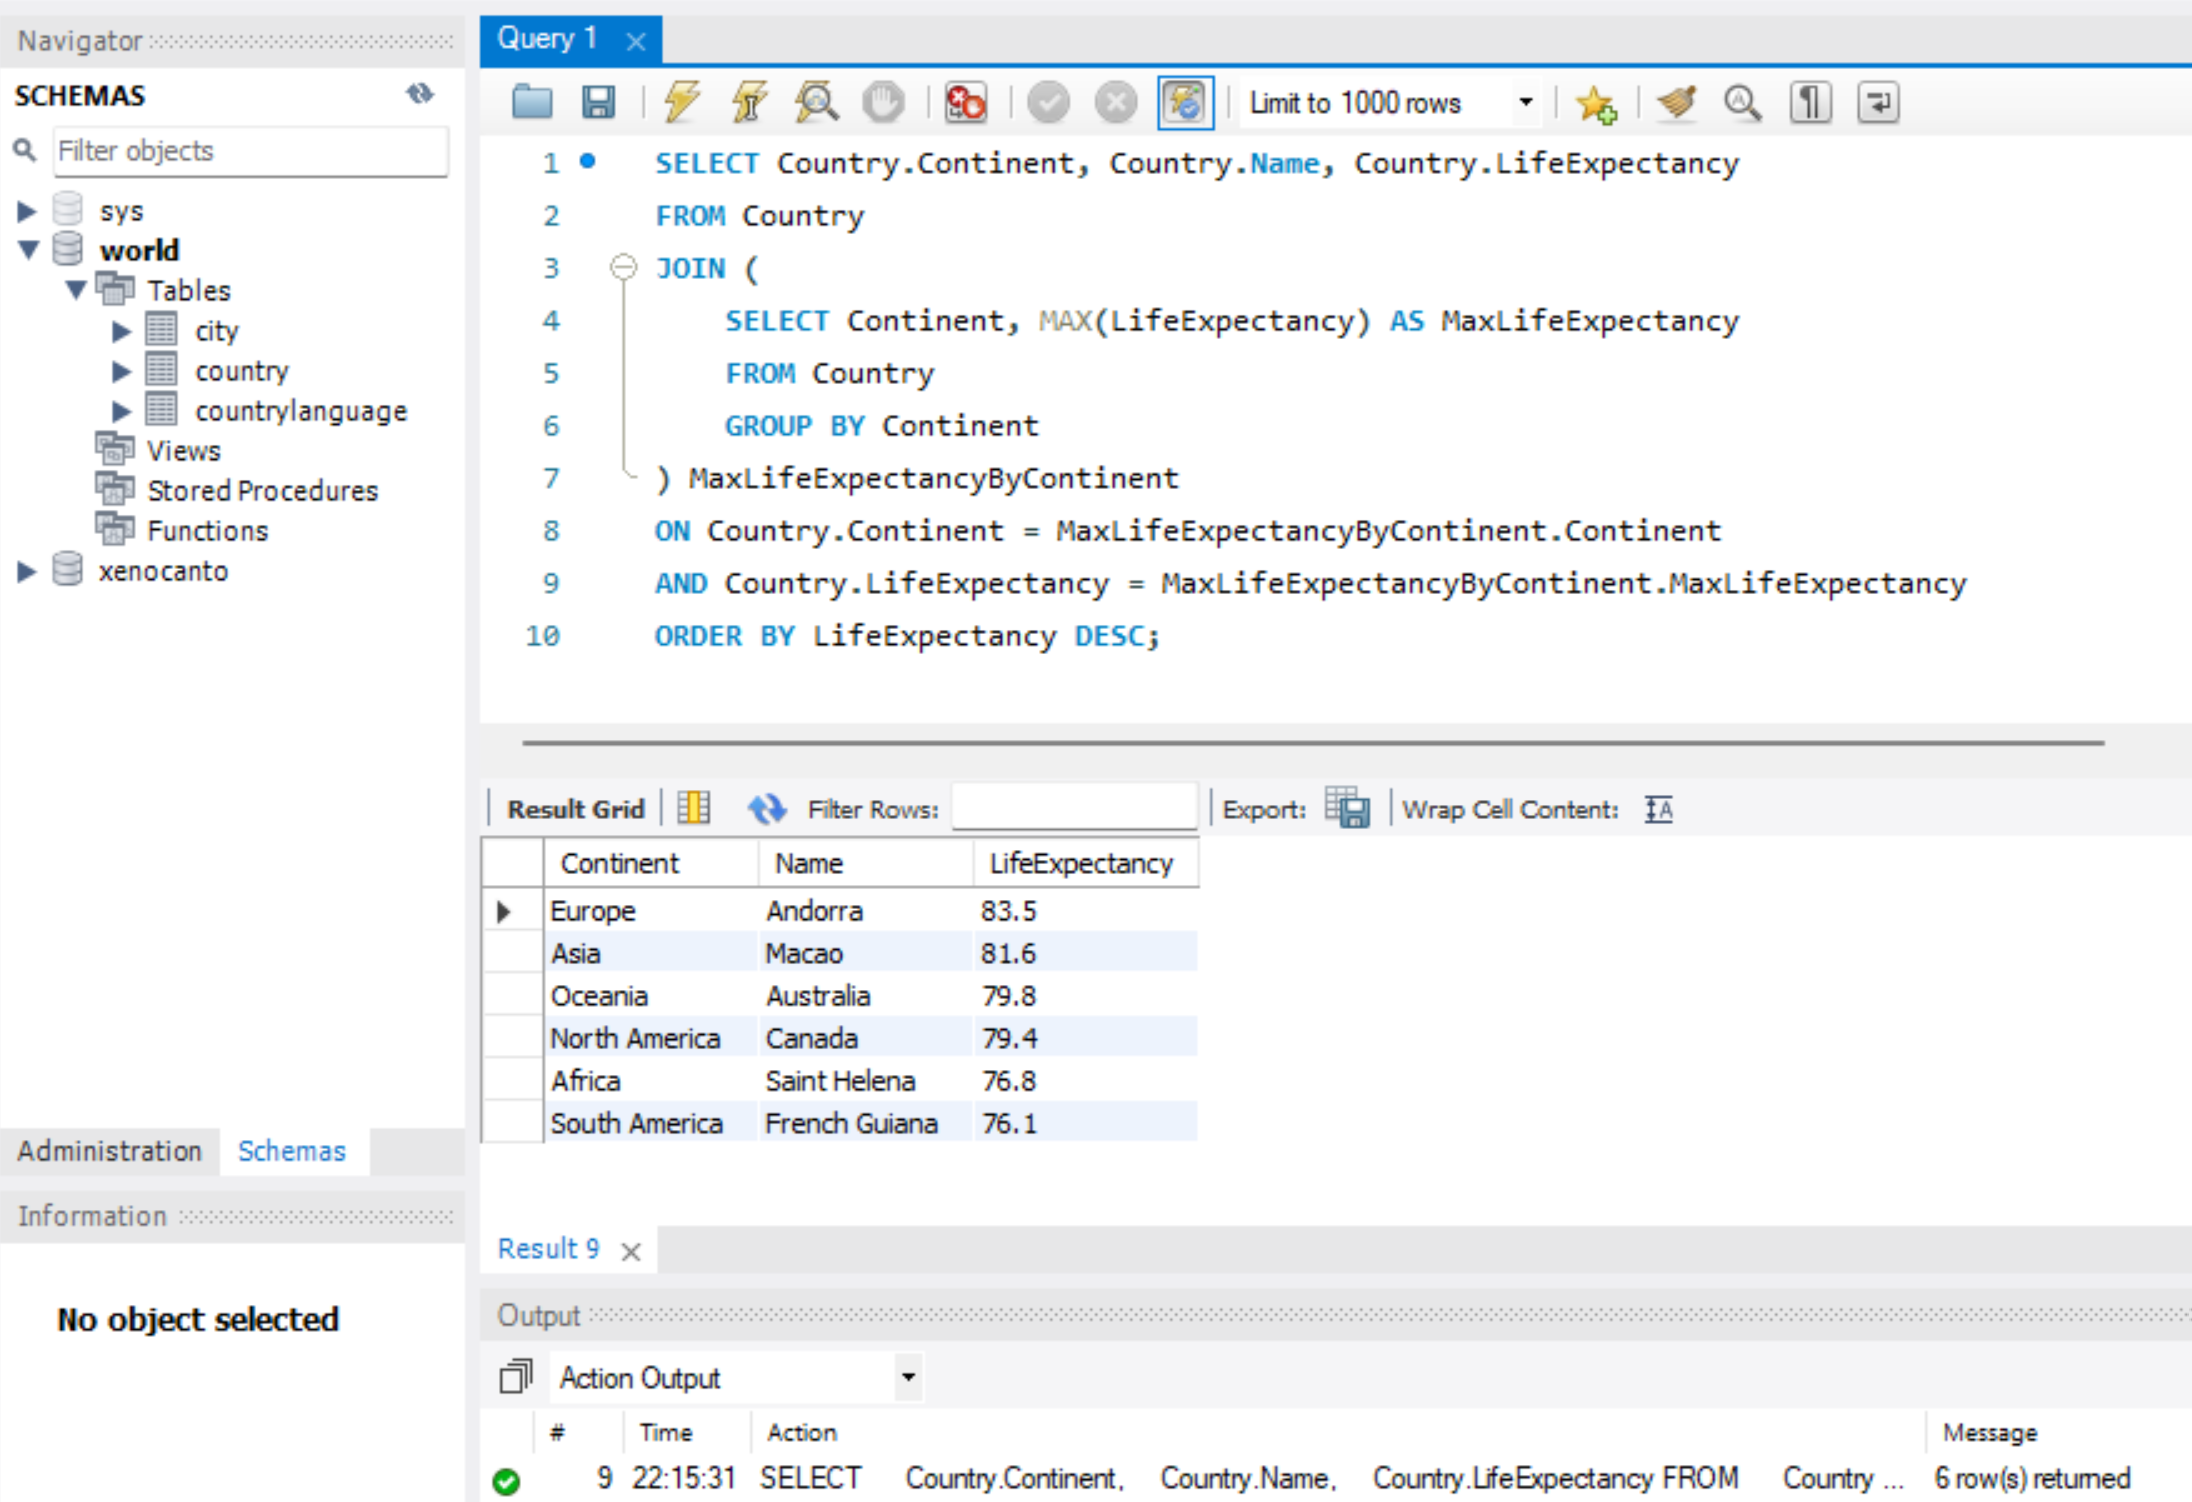 Navigator
SCHEMAS
Filter objects
sys
world
Tables
city
country
countrylanguage
Views
Stored Procedures
Functions
xenocanto
Administration Schemas
Information
No object selected
Query 1
Limit to 1000 rows
1 SELECT Country.Continent, Country.Name, Country.LifeExpectancy
2 FROM Country
3 JOIN (
4 SELECT Continent, MAX(LifeExpectancy) AS MaxLifeExpectancy
5 FROM Country
6 GROUP BY Continent
7 ) MaxLifeExpectancyByContinent
8 ON Country.Continent = MaxLifeExpectancyByContinent.Continent
9 AND Country.LifeExpectancy = MaxLifeExpectancyByContinent.MaxLifeExpectancy
10 ORDER BY LifeExpectancy DESC;
Result Grid Filter Rows: Export: Wrap Cell Content:
Continent Name LifeExpectancy
Europe Andorra 83.5
Asia Macao 81.6
Oceania Australia 79.8
North America Canada 79.4
Africa Saint Helena 76.8
South America French Guiana 76.1
Result 9
Output
Action Output
# Time Action Message
9 22:15:31 SELECT Country.Continent, Country.Name, Country.LifeExpectancy FROM Country ... 6 row(s) returned